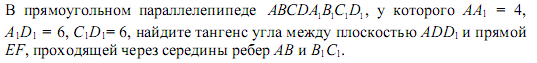 В прямоугольном параллелепипеде ABCDA₁B₁C₁D₁, у которого AA₁ = 4,
A₁D₁ = 6, C₁D₁= 6, найдите тангенс угла между плоскостью ADD₁ и прямой
EF, проходящей через середины ребер AB и B₁C₁.